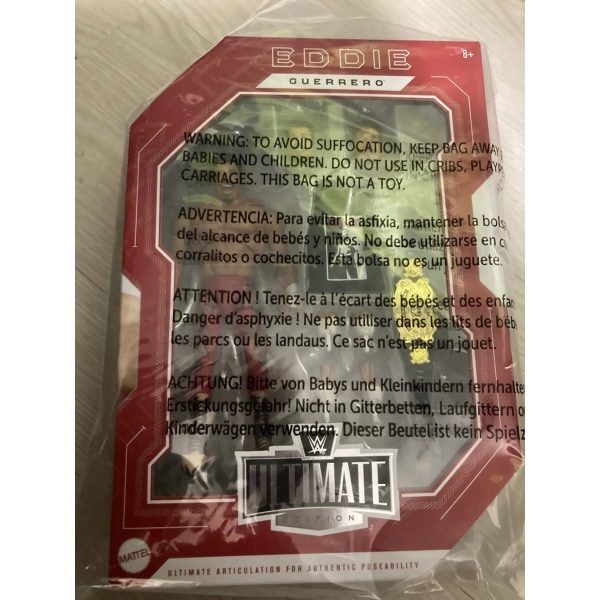 EDDIE
GUERRERO
8+
WARNING: TO AVOID SUFFOCATION, KEEP BAG AWAY
BABIES AND CHILDREN. DO NOT USE IN CRIBS,
CARRIAGES. THIS BAG IS NOT A TOY.
ADVERTENCIA: Para evitar la asfixia, mantener la bolsa
del alcance de bebés y niños. No debe utilizarse en
corralitos o cochecitos. Esta bolsa no es un juguete.
ATTENTION ! Tenez-le à l'écart des bébés et des enfan
Danger d'asphyxie ! Ne pas utiliser dans les lits de béb
les parcs ou les landaus. Ce sac n'est pas un jouet.
ACHTUNG! Bitte von Babys und Kleinkindern fernhalte
Erstickungsgefahr! Nicht in Gitterbetten, Laufgittern o
Kinderwägen verwenden. Dieser Beutel ist kein Spielz
W
ULTIMATE
EDITION
MATTEL
ULTIMATE ARTICULATION FOR AUTHENTIC POSEABILITY